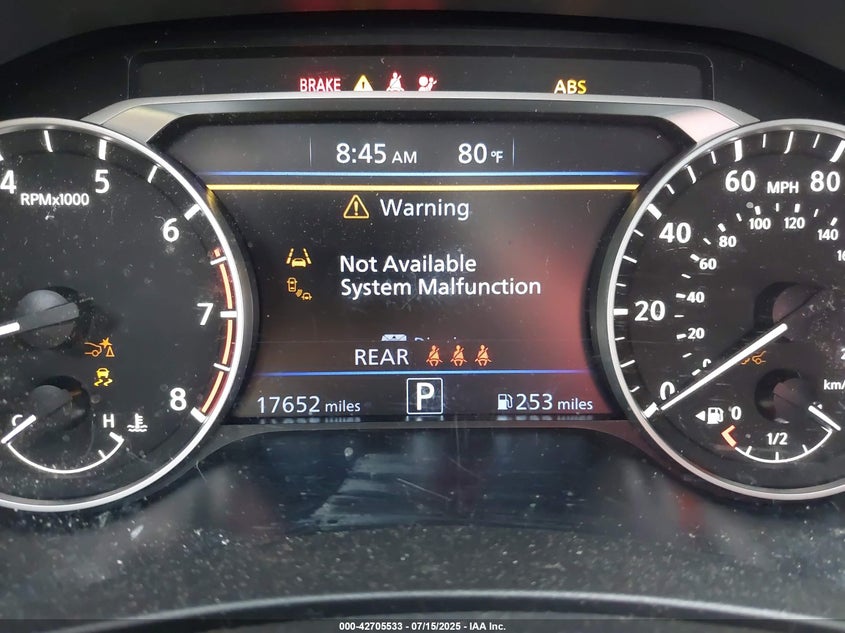 BRAKE ABS
8:45 AM 80 °F
Warning
Not Available
System Malfunction
REAR
17652 miles P 253 miles
4 5 6 7 8
RPMx1000
C H
0 20 40 60 80
MPH
0 20 40 60 80 100 120 140
km/
0 1/2
000-42705533 - 07/15/2025 - IAA Inc.